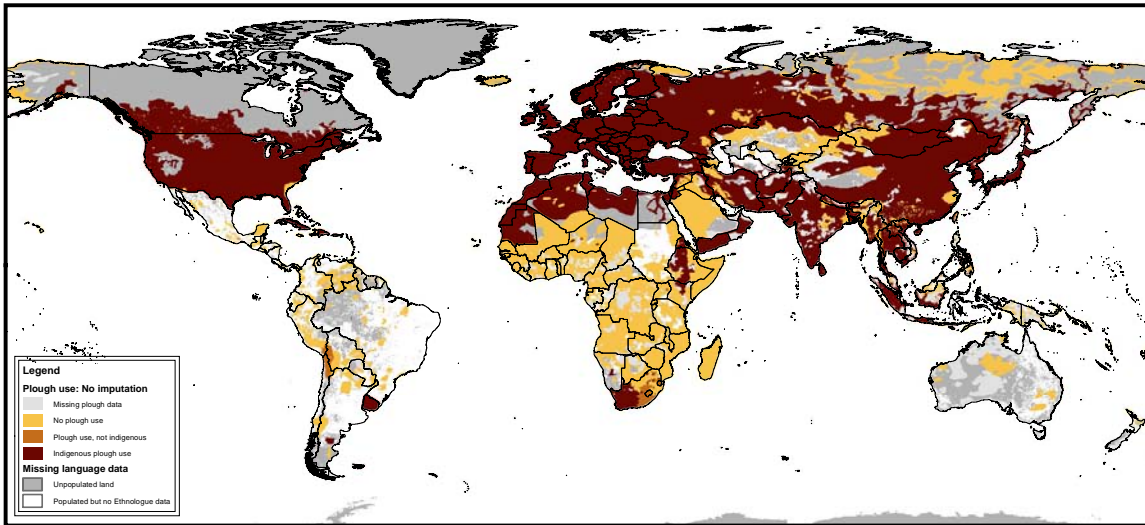 Legend
Plough use: No imputation
Missing plough data
No plough use
Plough use, not indigenous
Indigenous plough use
Missing language data
Unpopulated land
Populated but no Ethnologue data